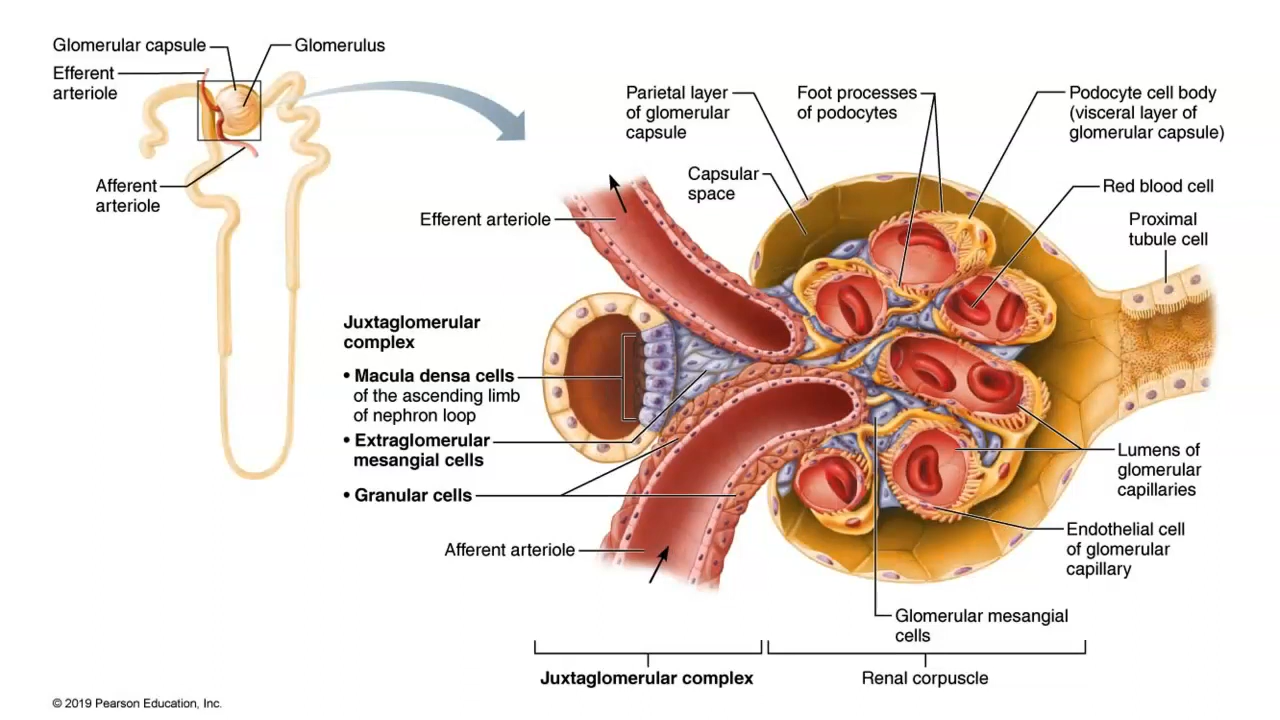 Glomerular capsule
Glomerulus
Efferent
arteriole
Afferent
arteriole
Parietal layer
of glomerular
capsule
Foot processes
of podocytes
Podocyte cell body
(visceral layer of
glomerular capsule)
Capsular
space
Red blood cell
Efferent arteriole
Proximal
tubule cell
Juxtaglomerular
complex
• Macula densa cells
of the ascending limb
of nephron loop
• Extraglomerular
mesangial cells
• Granular cells
Lumens of
glomerular
capillaries
Afferent arteriole
Endothelial cell
of glomerular
capillary
Glomerular mesangial
cells
Juxtaglomerular complex
Renal corpuscle
© 2019 Pearson Education, Inc.